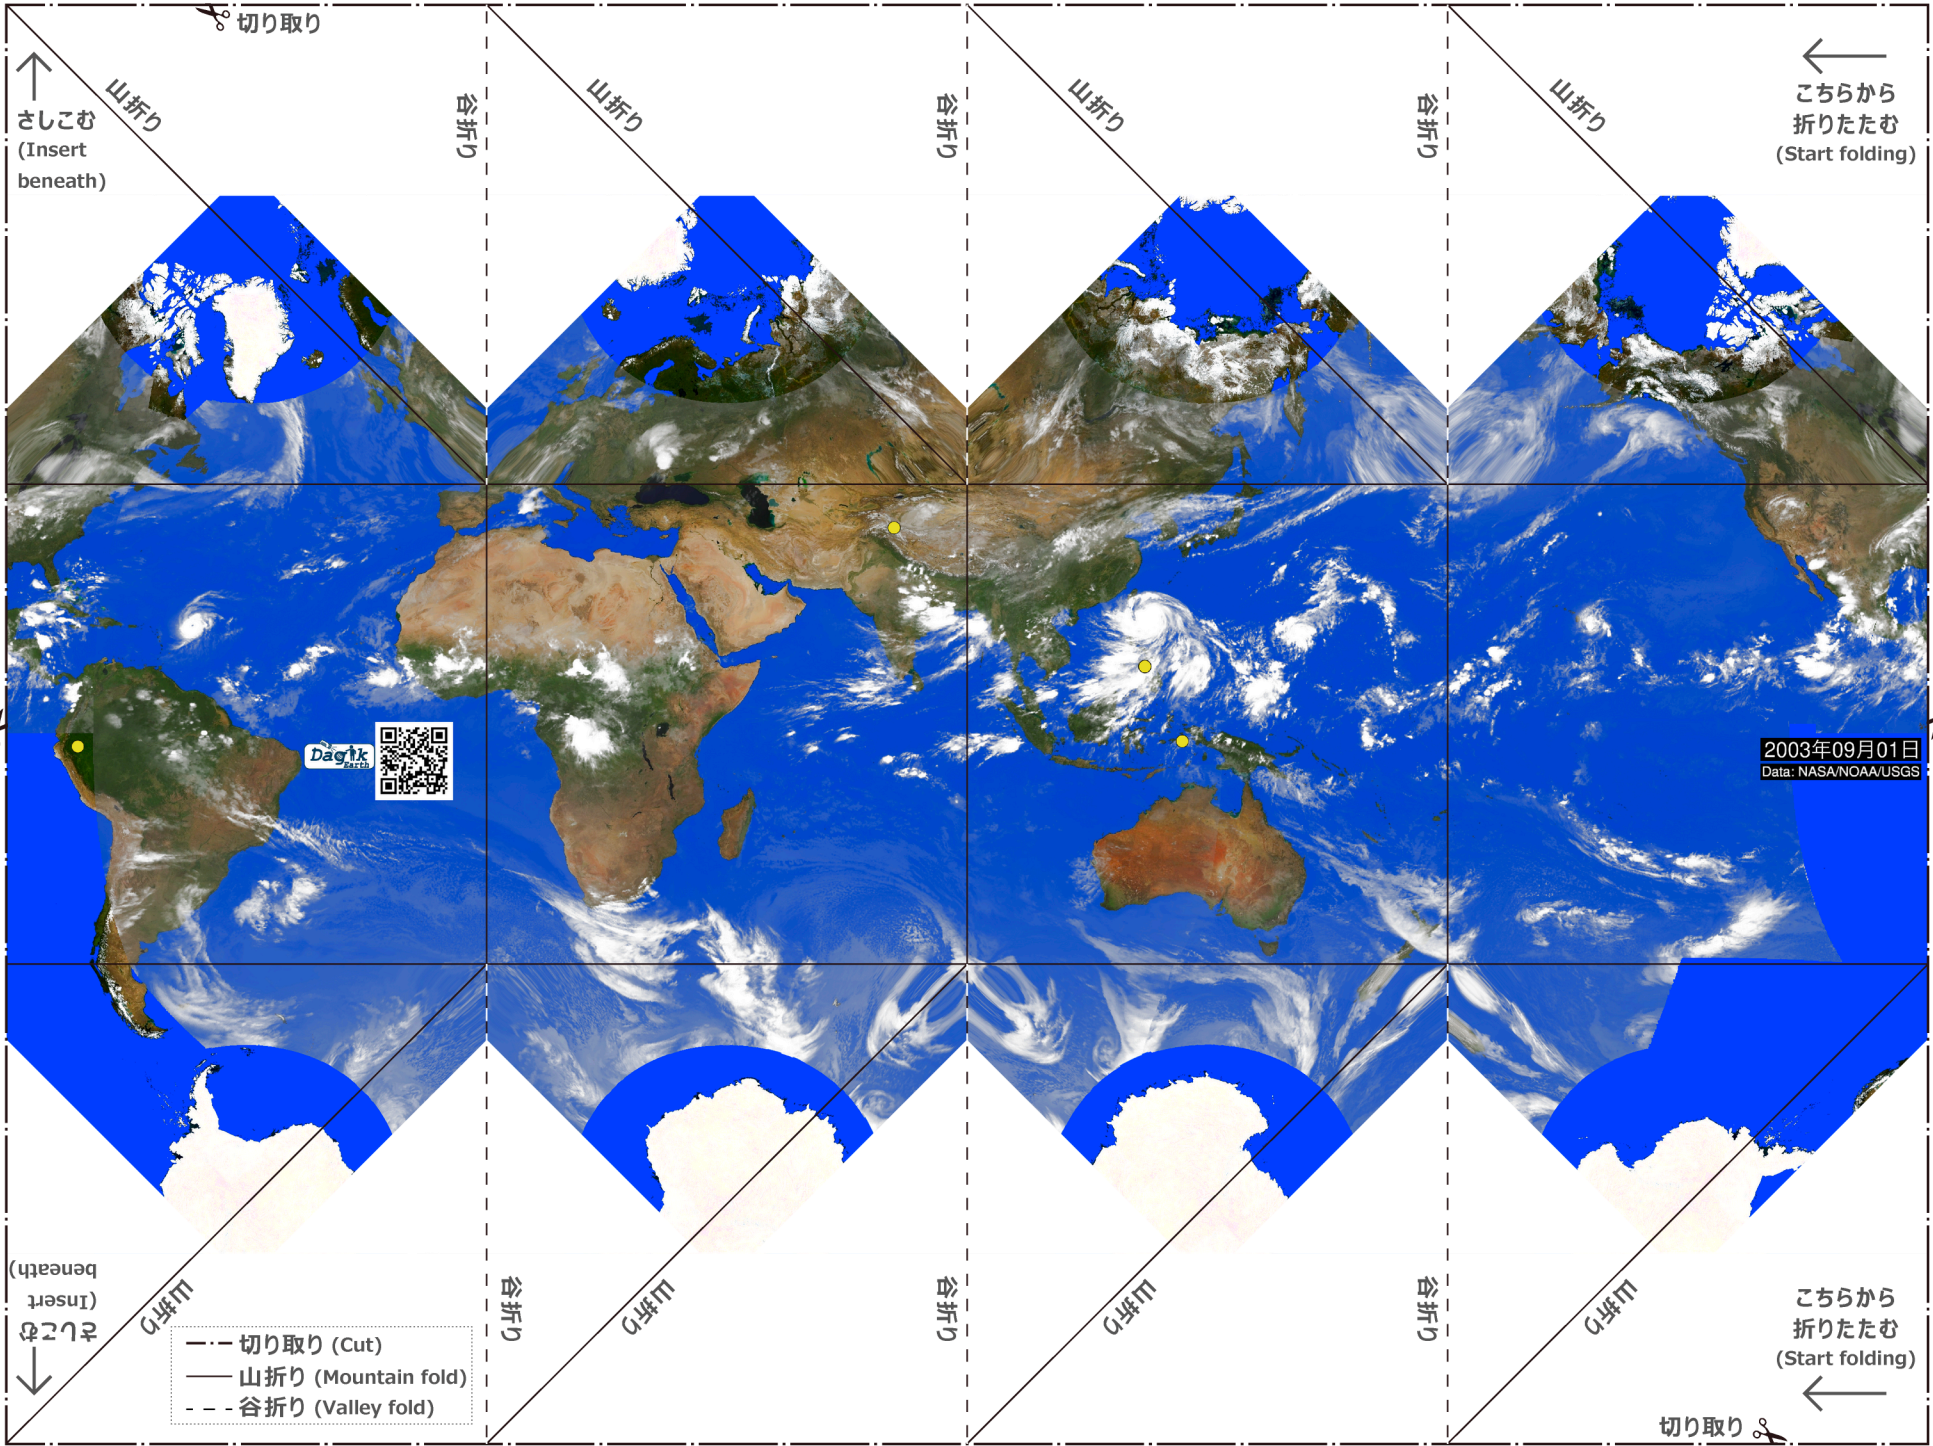 切り取り
山折り
谷折り
山折り
谷折り
山折り
谷折り
山折り
さしこむ
(Insert
beneath)
こちらから
折りたたむ
(Start folding)
Dagik
Earth
2003年09月01日
Data: NASA/NOAA/USGS
さしこむ
(Insert
beneath)
山折り
谷折り
山折り
谷折り
山折り
谷折り
山折り
こちらから
折りたたむ
(Start folding)
切り取り (Cut)
山折り (Mountain fold)
谷折り (Valley fold)
切り取り